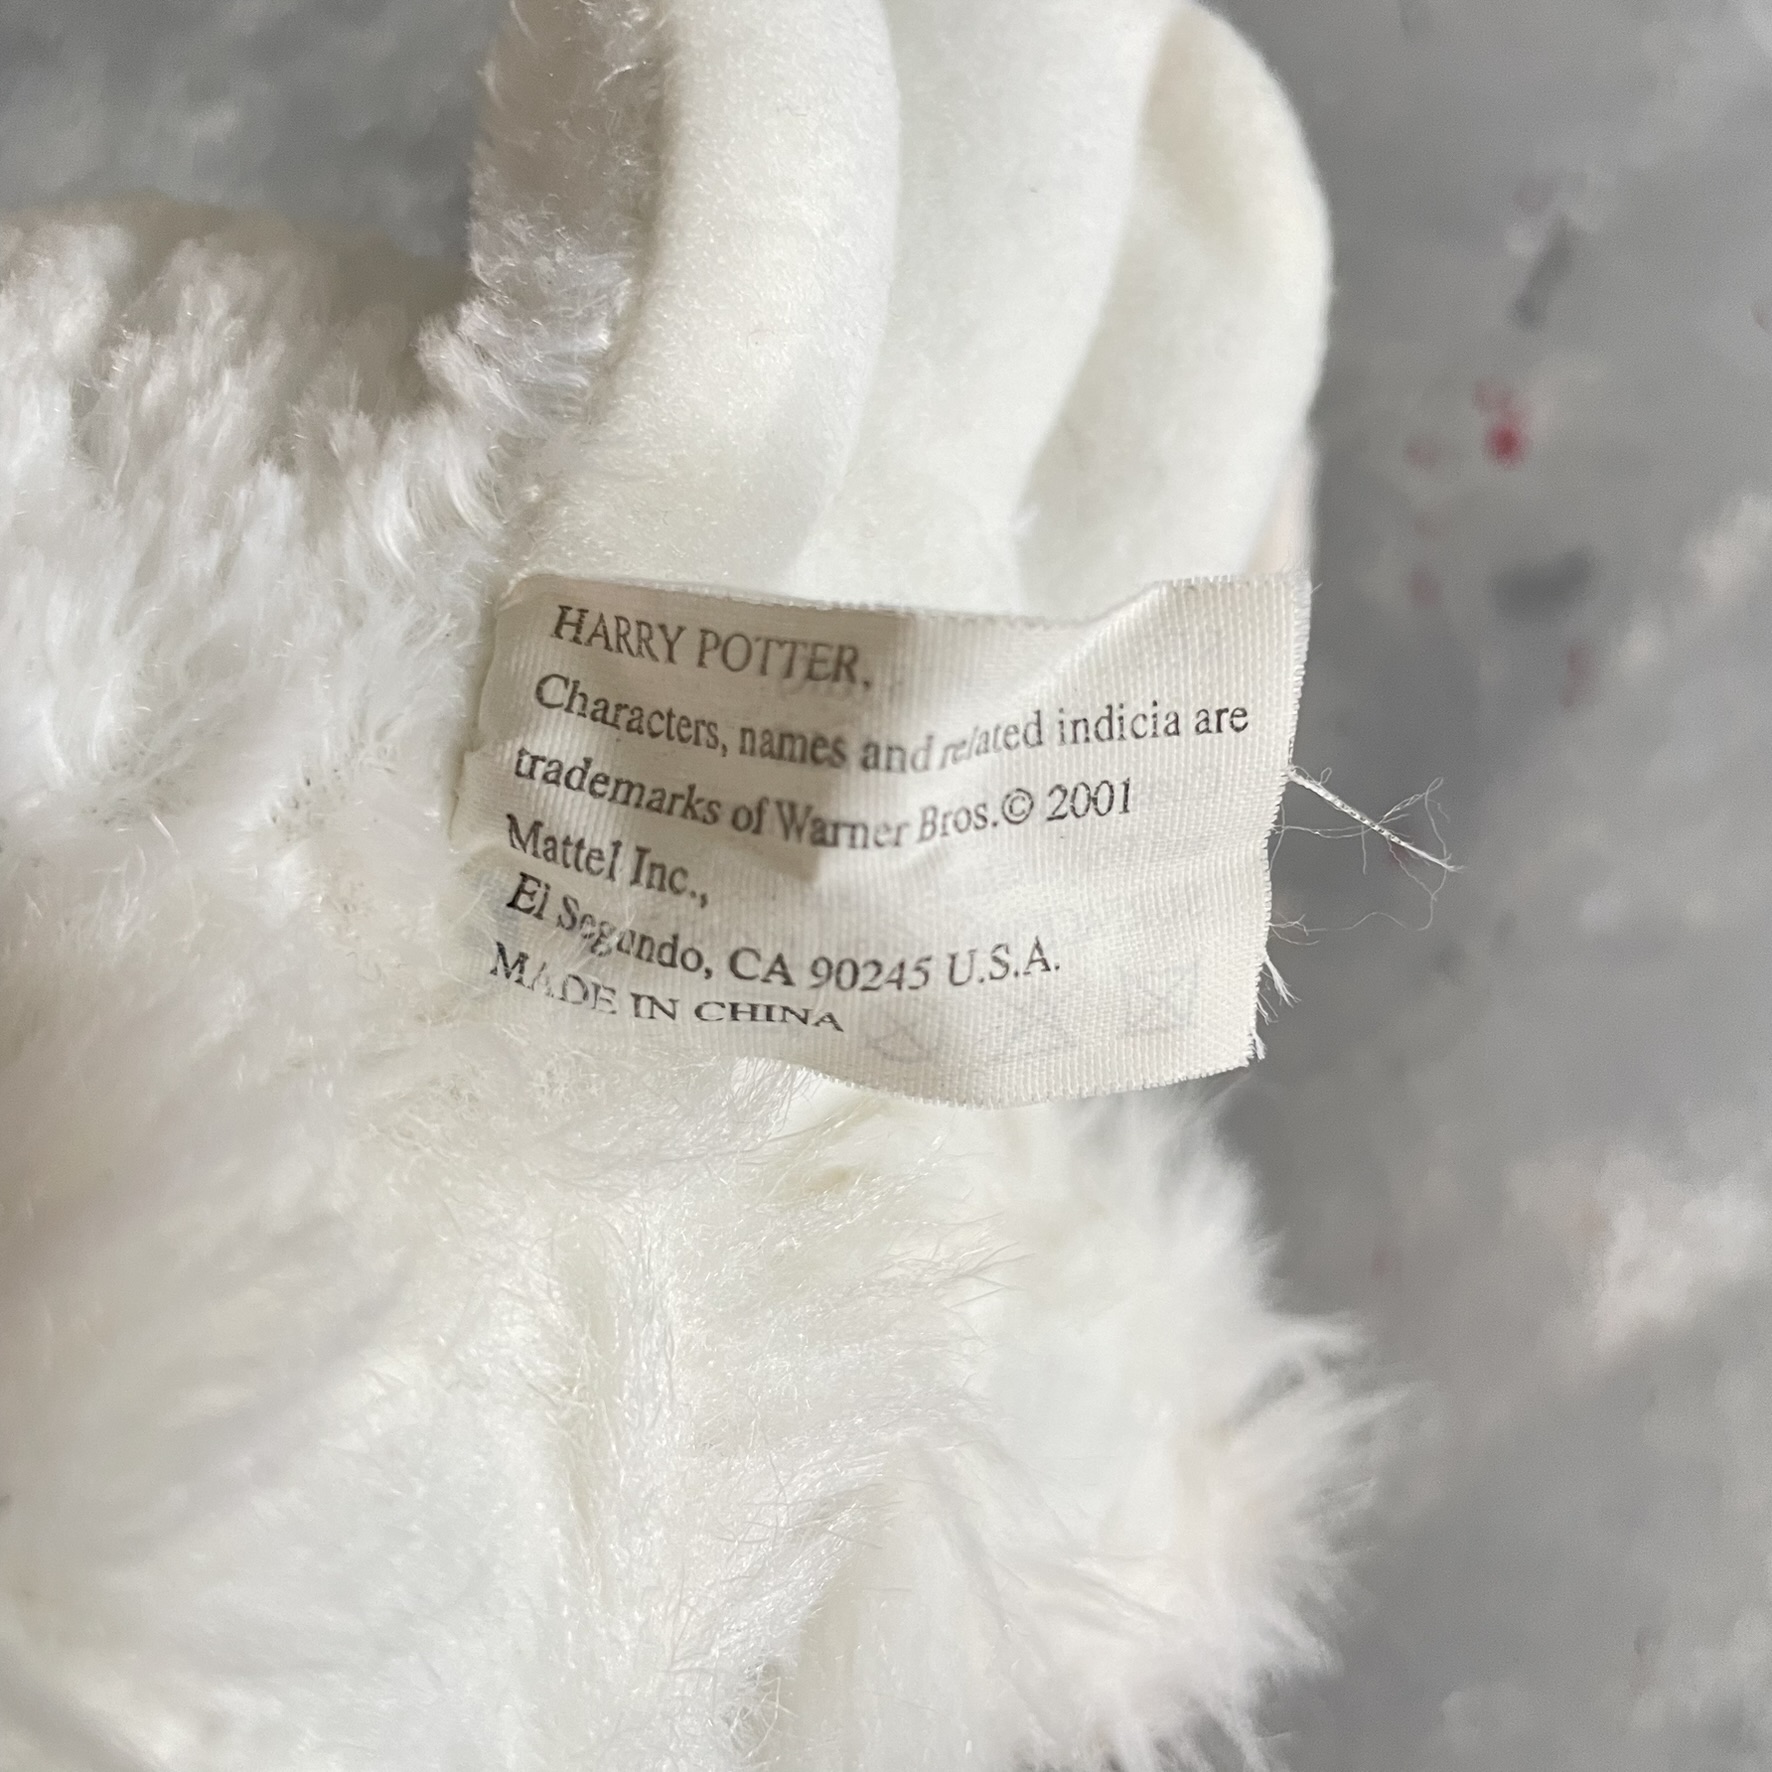 HARRY POTTER,
Characters, names and related indicia are
trademarks of Warner Bros.© 2001
Mattel Inc.,
El Segundo, CA 90245 U.S.A.
MADE IN CHINA